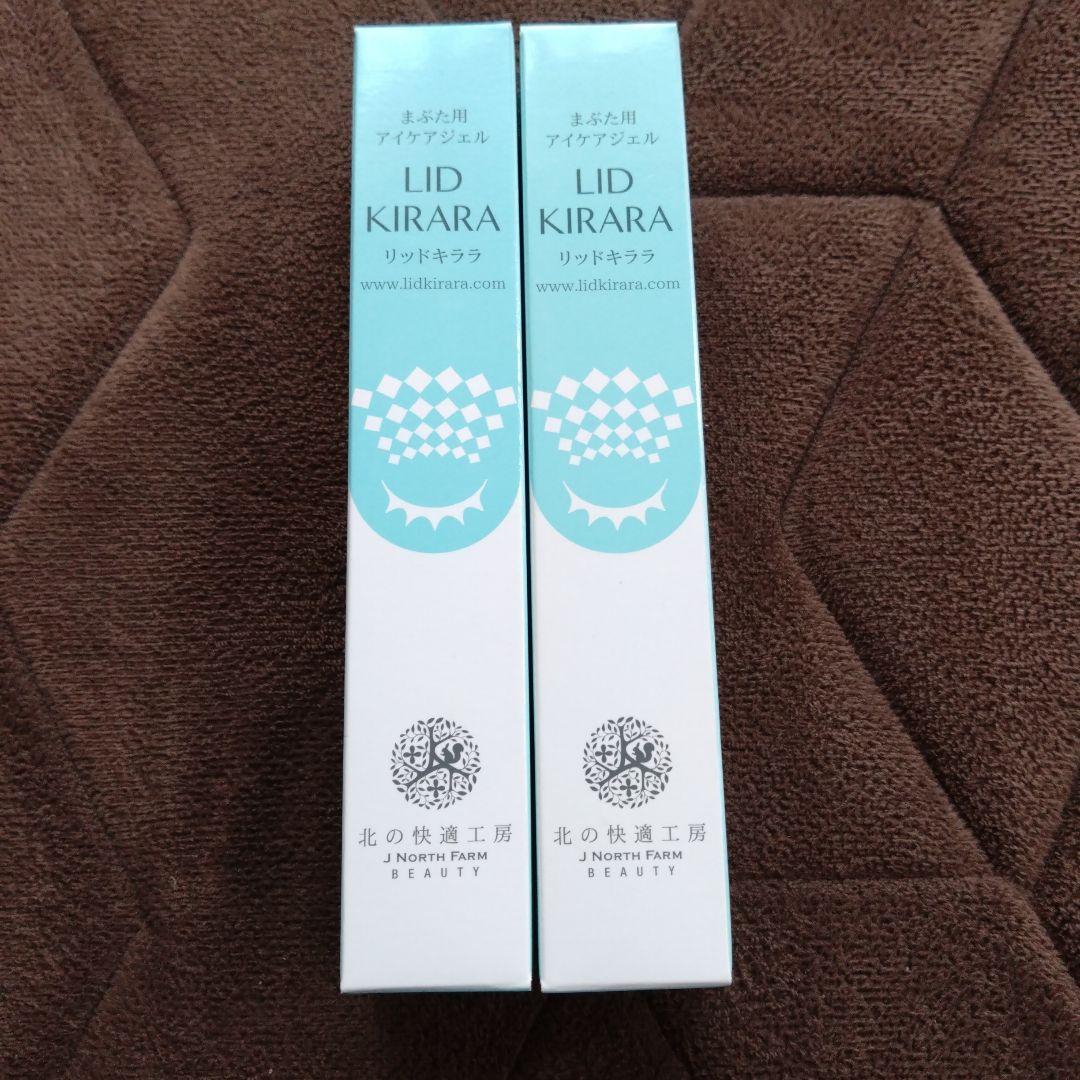 まぶた用
アイケアジェル
LID
KIRARA
リッドキララ
www.lidkirara.com
北の快適工房
J NORTH FARM
BEAUTY
まぶた用
アイケアジェル
LID
KIRARA
リッドキララ
www.lidkirara.com
北の快適工房
J NORTH FARM
BEAUTY